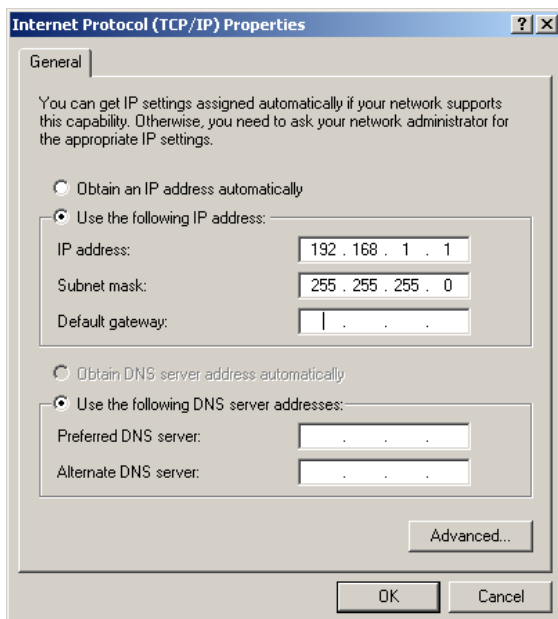 Internet Protocol (TCP/IP) Properties
General
You can get IP settings assigned automatically if your network supports
this capability. Otherwise, you need to ask your network administrator for
the appropriate IP settings.
Obtain an IP address automatically
Use the following IP address:
IP address: 192 . 168 . 1 . 1
Subnet mask: 255 . 255 . 255 . 0
Default gateway: . . .
Obtain DNS server address automatically
Use the following DNS server addresses:
Preferred DNS server: . . .
Alternate DNS server: . . .
Advanced...
OK Cancel